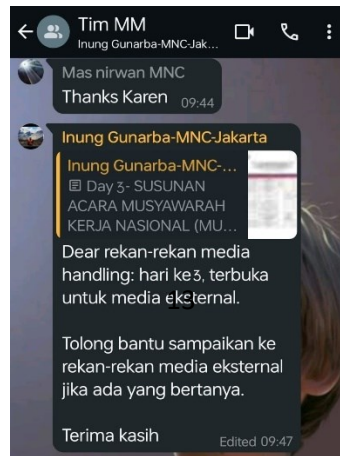 Tim MM
Inung Gunarba-MNC-Jak...
Mas nirwan MNC
Thanks Karen 09:44
Inung Gunarba-MNC-Jakarta
Inung Gunarba-MNC-...
Day 3- SUSUNAN
ACARA MUSYAWARAH
KERJA NASIONAL (MU...
Dear rekan-rekan media
handling: hari ke3, terbuka
untuk media eksternal.
13
Tolong bantu sampaikan ke
rekan-rekan media eksternal
jika ada yang bertanya.
Terima kasih
Edited 09:47